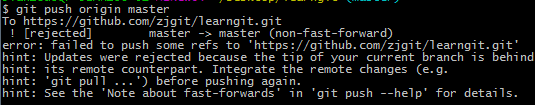 $ git push origin master
To https://github.com/zjgit/learngit.git
! [rejected] master -> master (non-fast-forward)
error: failed to push some refs to 'https://github.com/zjgit/learngit.git'
hint: Updates were rejected because the tip of your current branch is behind
hint: its remote counterpart. Integrate the remote changes (e.g.
hint: 'git pull ...') before pushing again.
hint: See the 'Note about fast-forwards' in 'git push --help' for details.